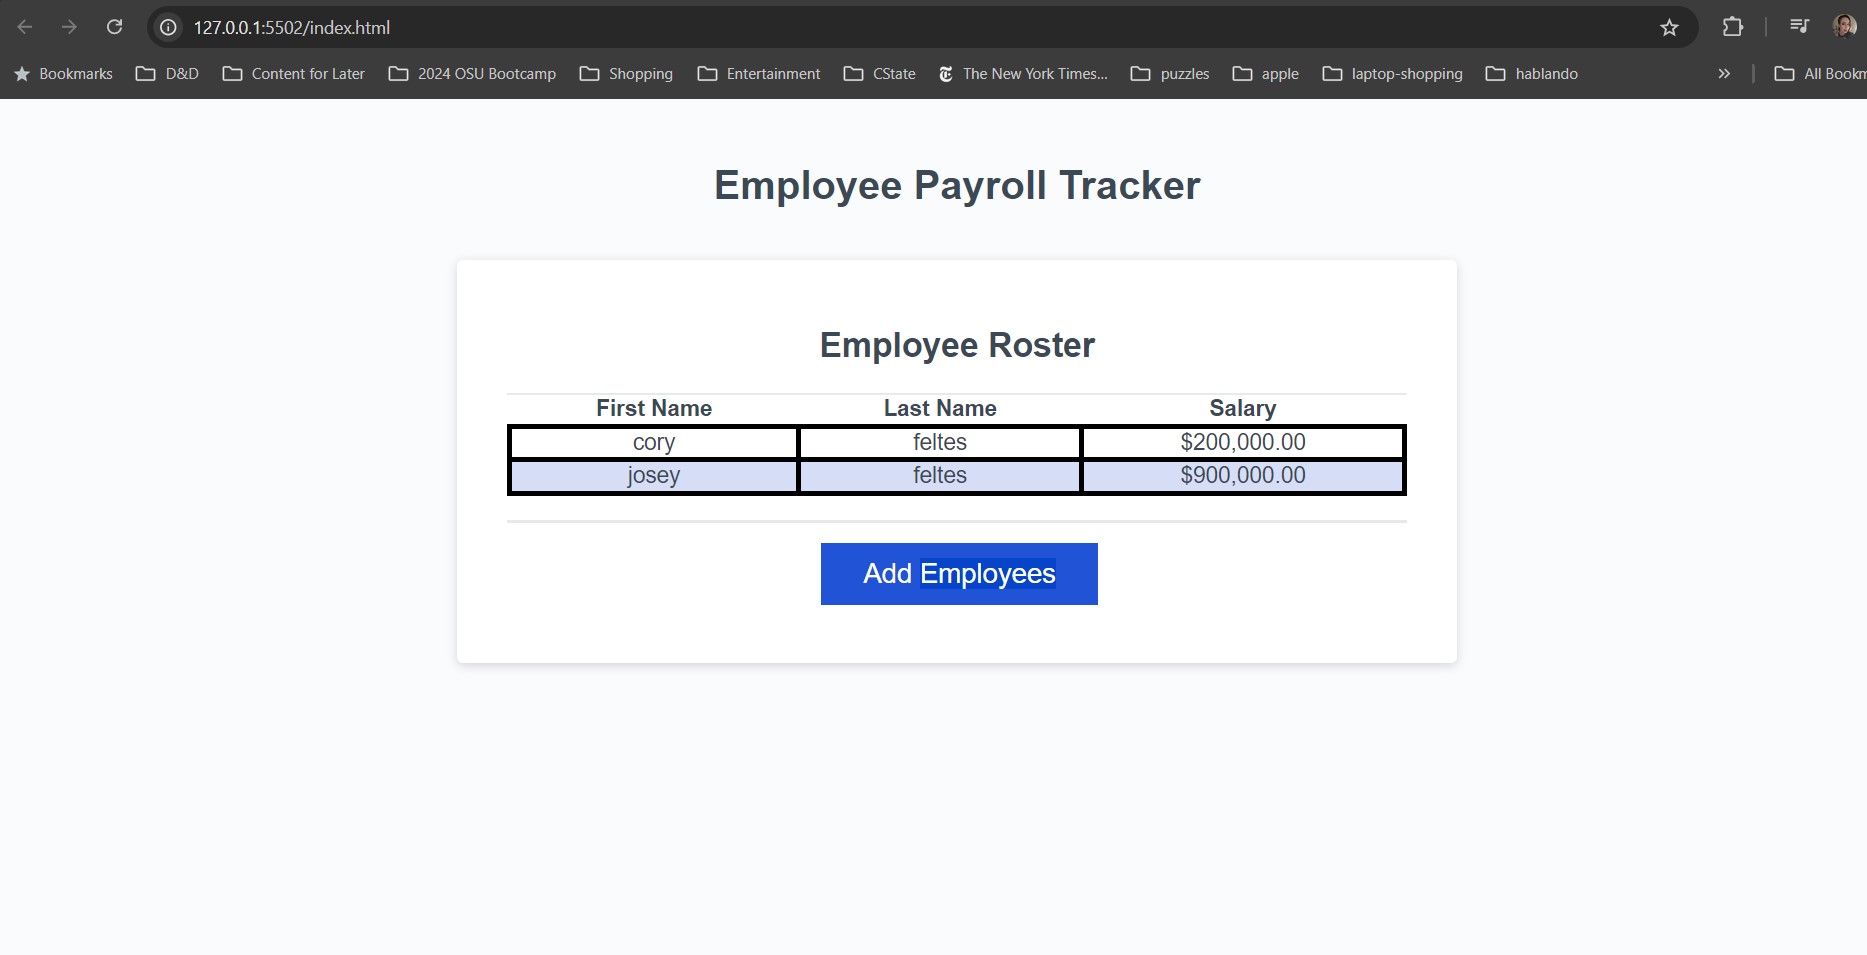 127.0.0.1:5502/index.html
Bookmarks D&D Content for Later 2024 OSU Bootcamp Shopping Entertainment CState The New York Times... puzzles apple laptop-shopping hablando » All Bookm
Employee Payroll Tracker
Employee Roster
First Name Last Name Salary
cory feltes $200,000.00
josey feltes $900,000.00
Add Employees